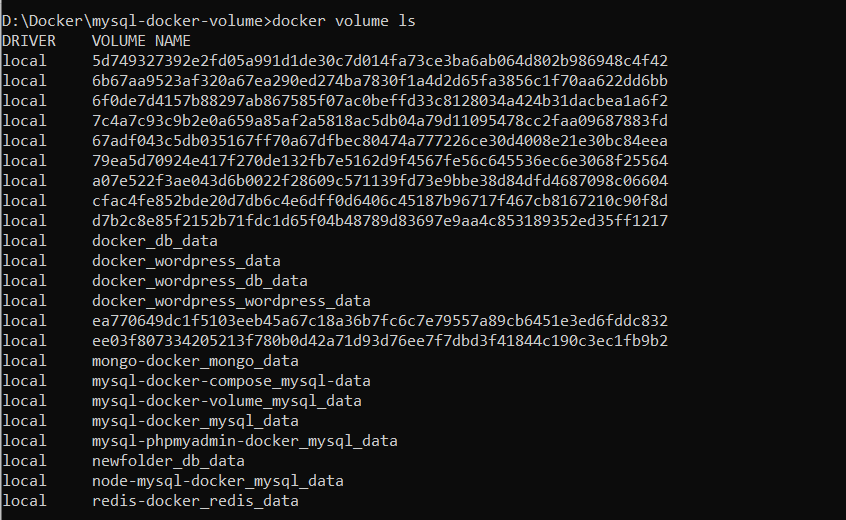 D:\Docker\mysql-docker-volume>docker volume ls
DRIVER    VOLUME NAME
local     5d749327392e2fd05a991d1de30c7d014fa73ce3ba6ab064d802b986948c4f42
local     6b67aa9523af320a67ea290ed274ba7830f1a4d2d65fa3856c1f70aa622dd6bb
local     6f0de7d4157b88297ab867585f07ac0beffd33c8128034a424b31dacbea1a6f2
local     7c4a7c93c9b2e0a659a85af2a5818ac5db04a79d11095478cc2faa09687883fd
local     67adf043c5db035167ff70a67dfbec80474a777226ce30d4008e21e30bc84eea
local     79ea5d70924e417f270de132fb7e5162d9f4567fe56c645536ec6e3068f25564
local     a07e522f3ae043d6b0022f28609c571139fd73e9bbe38d84dfd4687098c06604
local     cfac4fe852bde20d7db6c4e6dff0d6406c45187b96717f467cb8167210c90f8d
local     d7b2c8e85f2152b71fdc1d65f04b48789d83697e9aa4c853189352ed35ff1217
local     docker_db_data
local     docker_wordpress_data
local     docker_wordpress_db_data
local     docker_wordpress_wordpress_data
local     ea770649dc1f5103eeb45a67c18a36b7fc6c7e79557a89cb6451e3ed6fddc832
local     ee03f807334205213f780b0d42a71d93d76ee7f7dbd3f41844c190c3ec1fb9b2
local     mongo-docker_mongo_data
local     mysql-docker-compose_mysql-data
local     mysql-docker-volume_mysql_data
local     mysql-docker_mysql_data
local     mysql-phpmyadmin-docker_mysql_data
local     newfolder_db_data
local     node-mysql-docker_mysql_data
local     redis-docker_redis_data